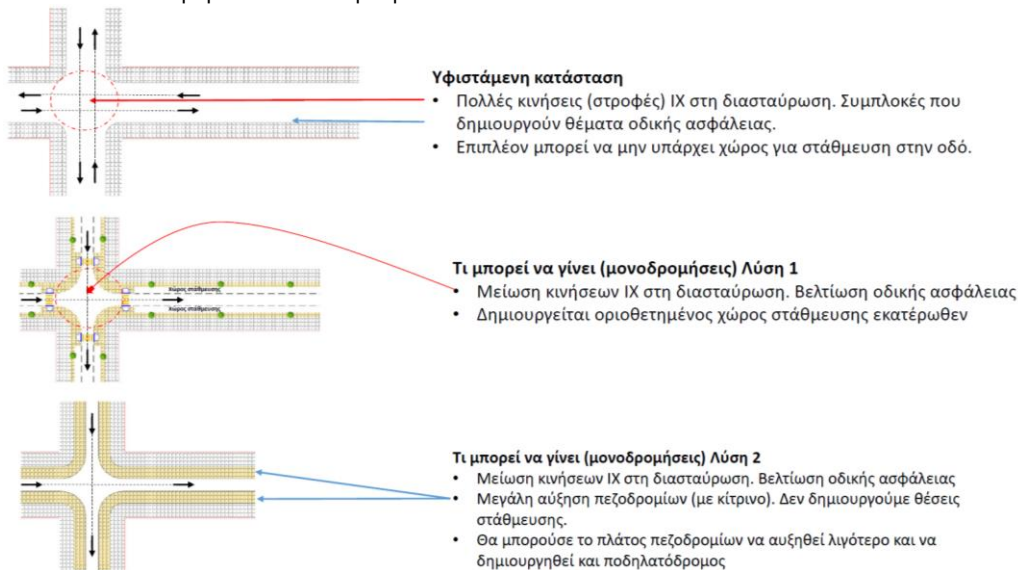 Υφιστάμενη κατάσταση
• Πολλές κινήσεις (στροφές) ΙΧ στη διασταύρωση. Συμπλοκές που
δημιουργούν θέματα οδικής ασφάλειας.
• Επιπλέον μπορεί να μην υπάρχει χώρος για στάθμευση στην οδό.
Τι μπορεί να γίνει (μονοδρομήσεις) Λύση 1
• Μείωση κινήσεων ΙΧ στη διασταύρωση. Βελτίωση οδικής ασφάλειας
• Δημιουργείται οριοθετημένος χώρος στάθμευσης εκατέρωθεν
χώρος στάθμευσης
χώρος στάθμευσης
Τι μπορεί να γίνει (μονοδρομήσεις) Λύση 2
• Μείωση κινήσεων ΙΧ στη διασταύρωση. Βελτίωση οδικής ασφάλειας
• Μεγάλη αύξηση πεζοδρομίων (με κίτρινο). Δεν δημιουργούμε θέσεις
στάθμευσης.
• Θα μπορούσε το πλάτος πεζοδρομίων να αυξηθεί λιγότερο και να
δημιουργηθεί και ποδηλατόδρομος